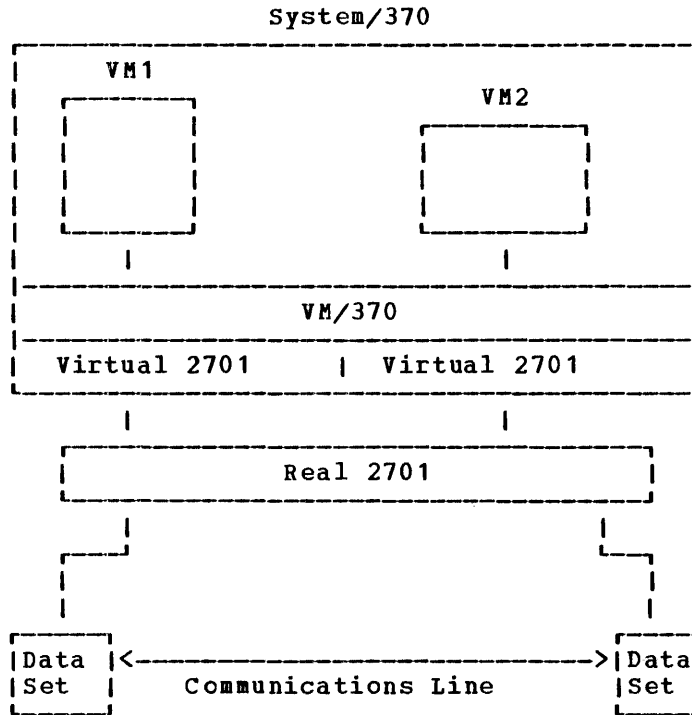 System/370
VM1
VM2
VM/370
Virtual 2701 | Virtual 2701
Real 2701
Data
Set
Communications Line
Data
Set